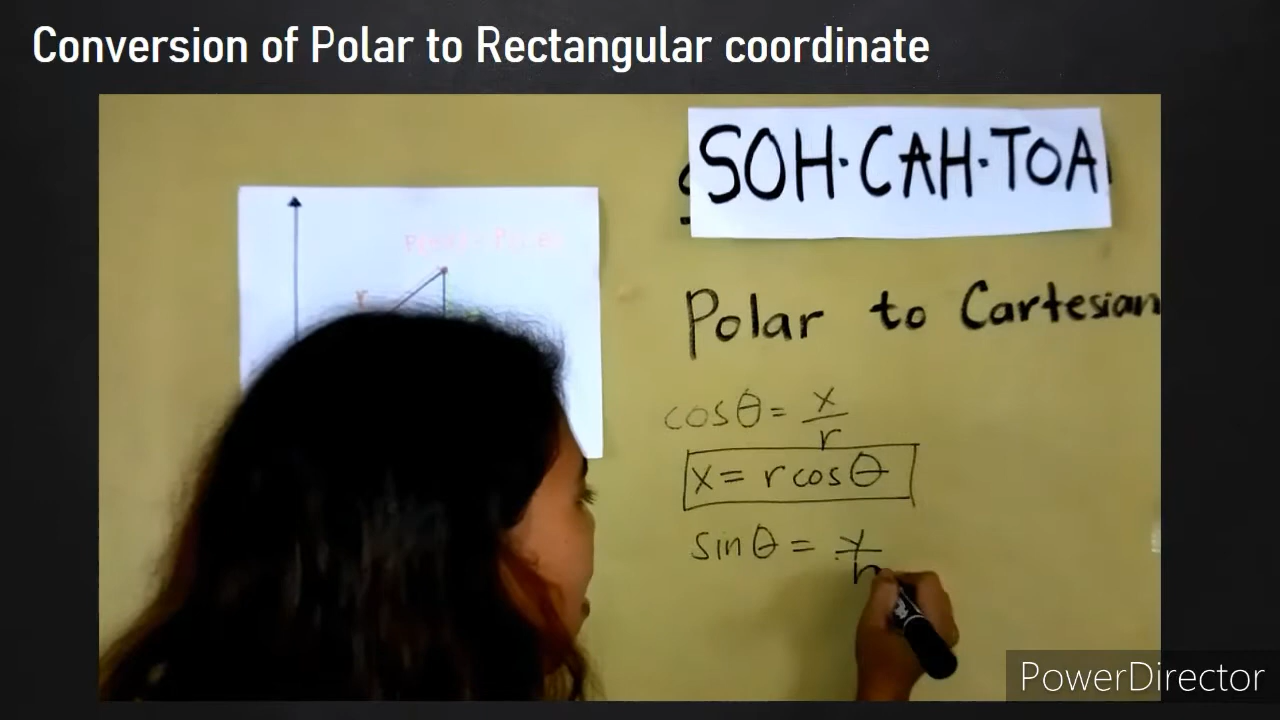 Conversion of Polar to Rectangular coordinate
SOH·CAH·TOA
r
Polar to Cartesian
cosθ = x/r
x = r cosθ
sinθ = y/r
PowerDirector